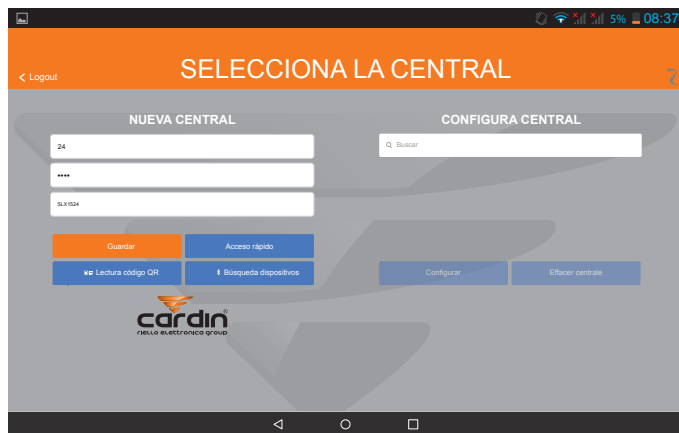 5% 08:37
Logout
SELECCIONA LA CENTRAL
NUEVA CENTRAL
24
••••
SLX1524
Guardar
Acceso rápido
Lectura código QR
Búsqueda dispositivos
cardin®
riello elettronica group
CONFIGURA CENTRAL
Buscar
Configurar
Effacer centrale